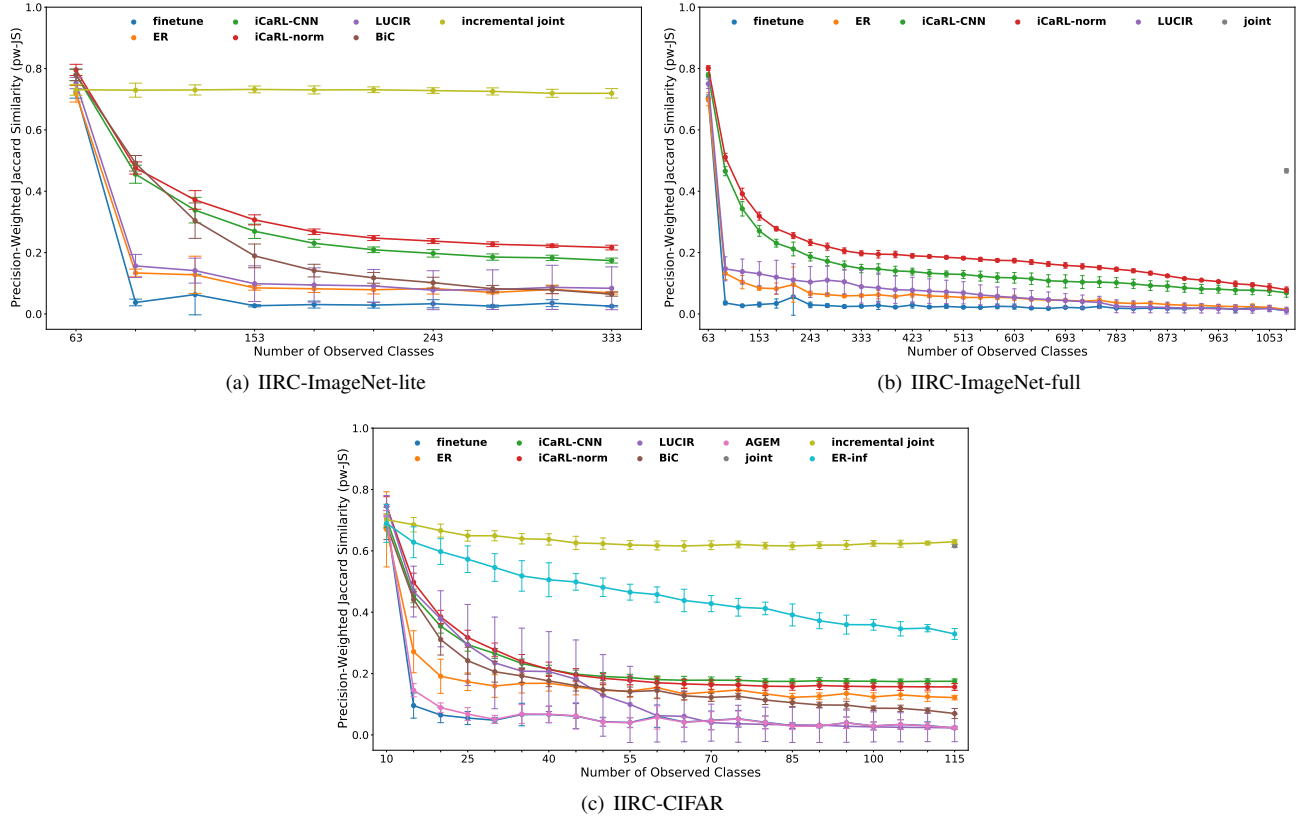 finetune iCaRL-CNN LUCIR incremental joint
ER iCaRL-norm BiC
Precision-Weighted Jaccard Similarity (pw-JS)
1.0
0.8
0.6
0.4
0.2
0.0
63 153 243 333
Number of Observed Classes
(a) IIRC-ImageNet-lite
finetune ER iCaRL-CNN iCaRL-norm LUCIR joint
Precision-Weighted Jaccard Similarity (pw-JS)
1.0
0.8
0.6
0.4
0.2
0.0
63 153 243 333 423 513 603 693 783 873 963 1053
Number of Observed Classes
(b) IIRC-ImageNet-full
finetune iCaRL-CNN LUCIR AGEM incremental joint
ER iCaRL-norm BiC joint ER-inf
Precision-Weighted Jaccard Similarity (pw-JS)
1.0
0.8
0.6
0.4
0.2
0.0
10 25 40 55 70 85 100 115
Number of Observed Classes
(c) IIRC-CIFAR